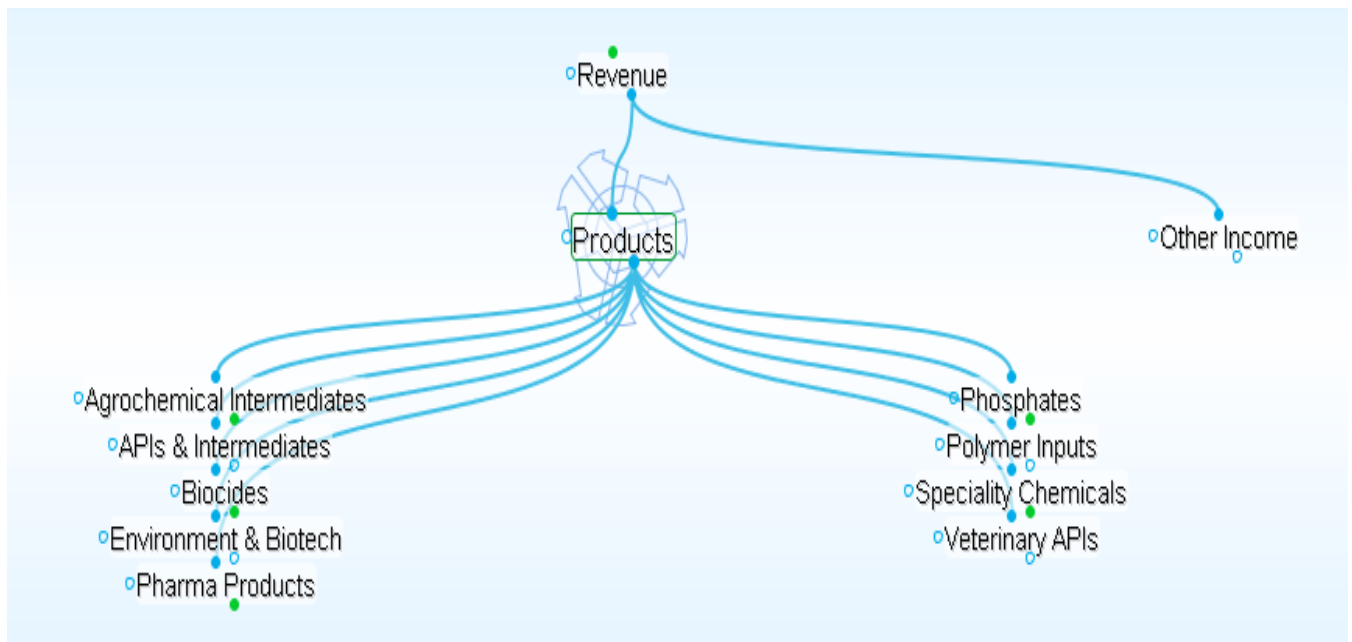 Revenue
Products
Other Income
Agrochemical Intermediates
APIs & Intermediates
Biocides
Environment & Biotech
Pharma Products
Phosphates
Polymer Inputs
Speciality Chemicals
Veterinary APIs